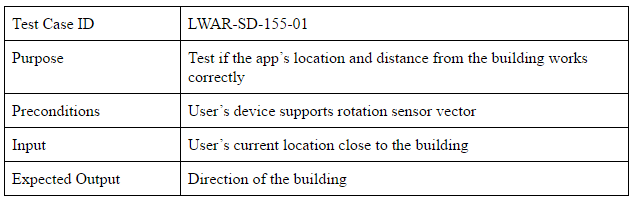 Test Case ID LWAR-SD-155-01
Purpose Test if the app’s location and distance from the building works
correctly
Preconditions User’s device supports rotation sensor vector
Input User’s current location close to the building
Expected Output Direction of the building